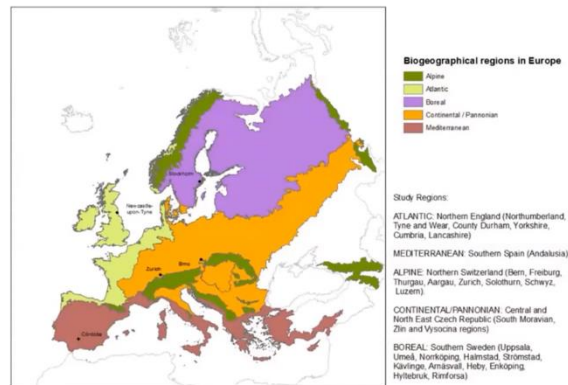 Biogeographical regions in Europe
Alpine
Atlantic
Boreal
Continental / Pannonian
Mediterranean
Stockholm
Newcastle-
upon-Tyne
Brno
Zurich
Córdoba
Study Regions:
ATLANTIC: Northern England (Northumberland,
Tyne and Wear, County Durham, Yorkshire,
Cumbria, Lancashire)
MEDITERRANEAN: Southern Spain (Andalusia)
ALPINE: Northern Switzerland (Bern, Freiburg,
Thurgau, Aargau, Zurich, Solothurn, Schwyz,
Luzern).
CONTINENTAL/PANNONIAN: Central and
North East Czech Republic (South Moravian,
Zlin and Vysocina regions)
BOREAL: Southern Sweden (Uppsala,
Umeå, Norrköping, Halmstad, Strömstad,
Kävlinge, Arnäsvall, Heby, Enköping,
Hyltebruk, Rimforsa)